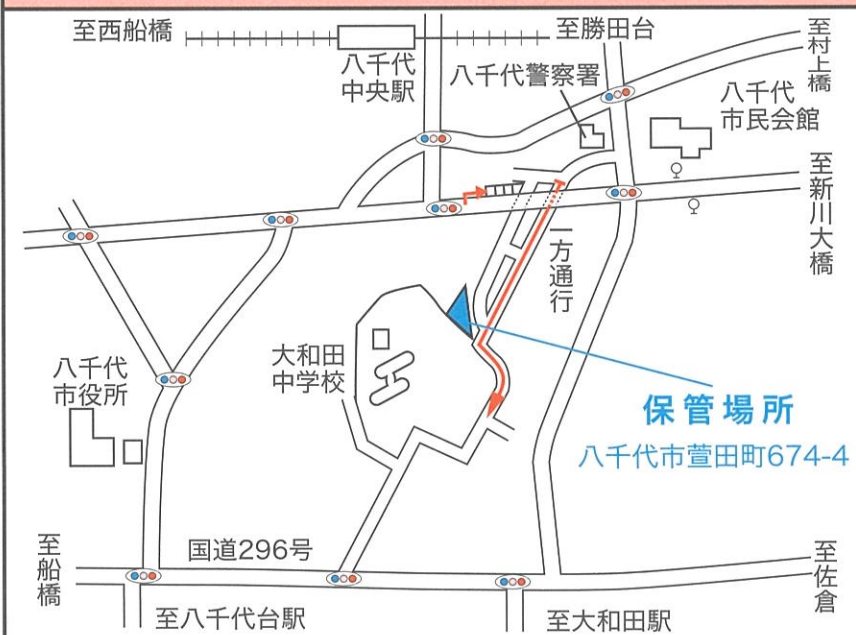 至西船橋
八千代
中央駅
至勝田台
八千代警察署
至村上橋
八千代
市民会館
至新川大橋
一方通行
大和田
中学校
八千代
市役所
保管場所
八千代市萱田町674-4
国道296号
至船橋
至佐倉
至八千代台駅
至大和田駅